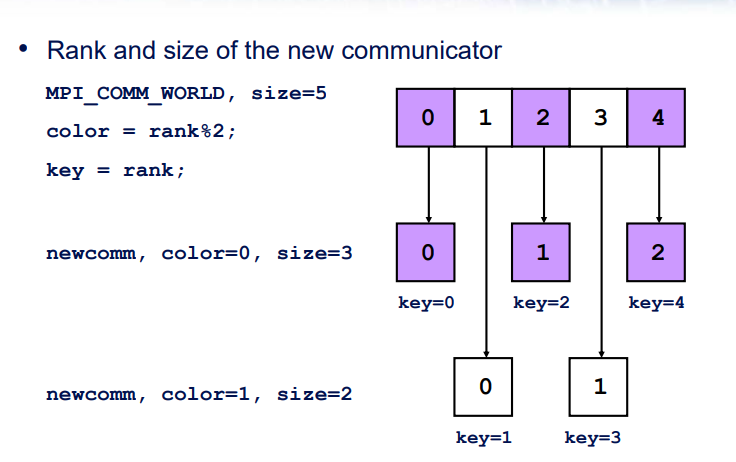 • Rank and size of the new communicator
MPI_COMM_WORLD, size=5
color = rank%2;
key = rank;
0 1 2 3 4
newcomm, color=0, size=3
0 1 2
key=0 key=2 key=4
newcomm, color=1, size=2
0 1
key=1 key=3